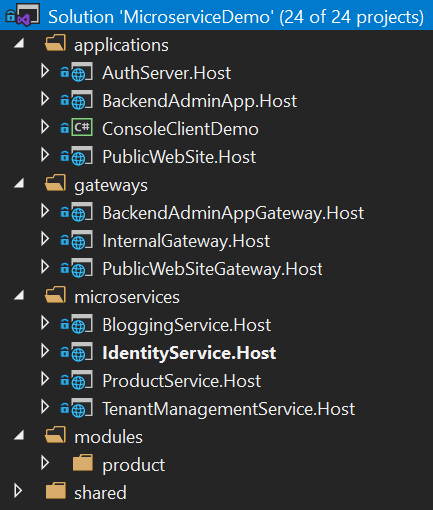 Solution 'MicroserviceDemo' (24 of 24 projects)
applications
AuthServer.Host
BackendAdminApp.Host
C# ConsoleClientDemo
PublicWebSite.Host
gateways
BackendAdminAppGateway.Host
InternalGateway.Host
PublicWebSiteGateway.Host
microservices
BloggingService.Host
IdentityService.Host
ProductService.Host
TenantManagementService.Host
modules
product
shared